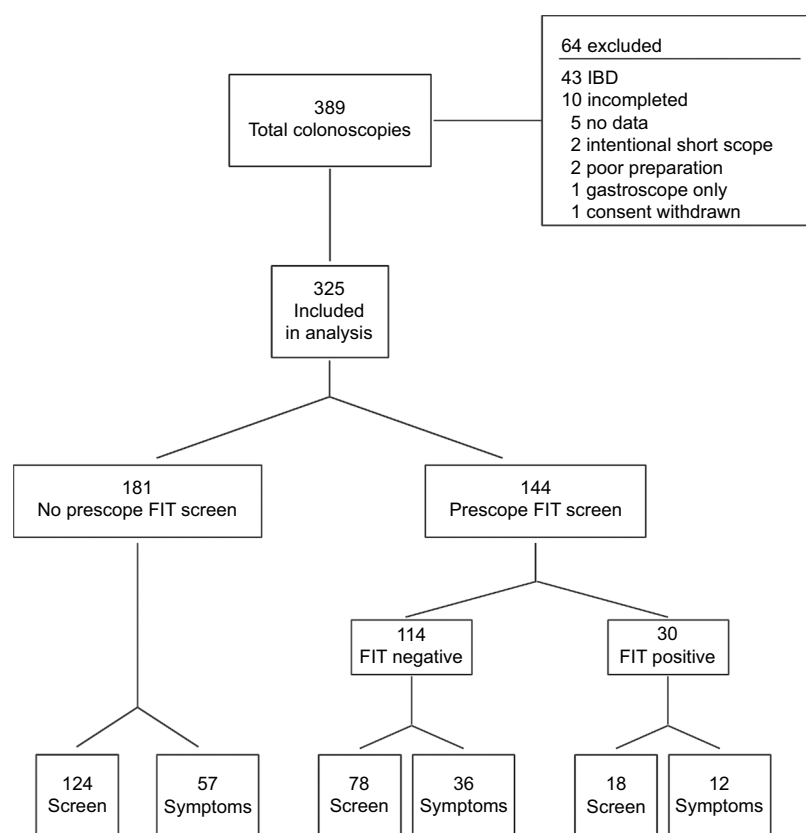 64 excluded
43 IBD
10 incompleted
5 no data
2 intentional short scope
2 poor preparation
1 gastroscope only
1 consent withdrawn
389
Total colonoscopies
325
Included
in analysis
181
No prescope FIT screen
144
Prescope FIT screen
114
FIT negative
30
FIT positive
124
Screen
57
Symptoms
78
Screen
36
Symptoms
18
Screen
12
Symptoms